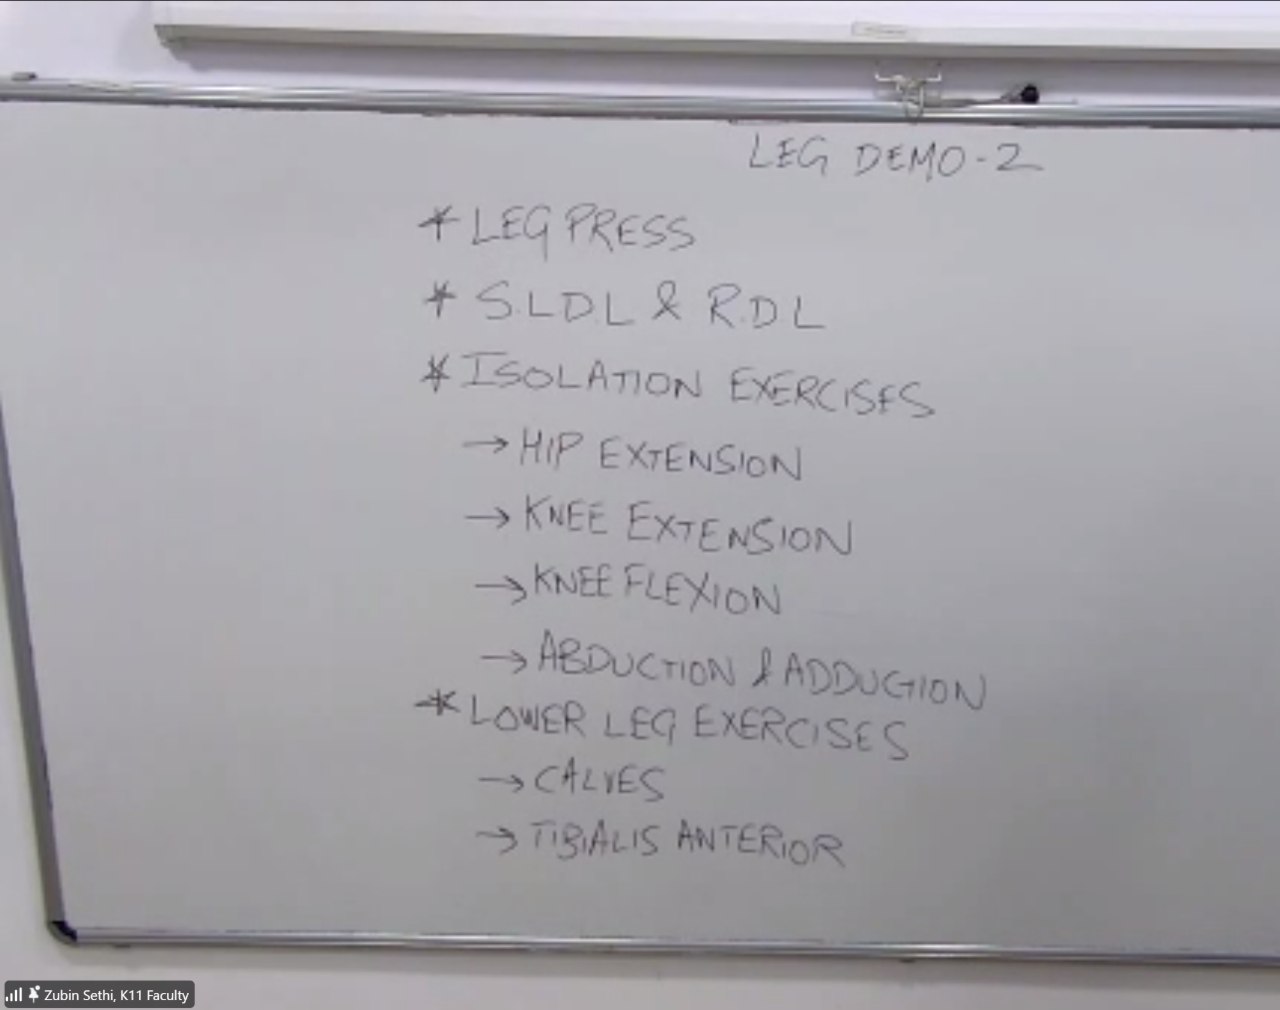 LEG DEMO-2
* LEG PRESS
* S.L.D.L & R.D.L
* ISOLATION EXERCISES
→ HIP EXTENSION
→ KNEE EXTENSION
→ KNEE FLEXION
→ ABDUCTION & ADDUCTION
* LOWER LEG EXERCISES
→ CALVES
→ TIBIALIS ANTERIOR
Zubin Sethi, K11 Faculty